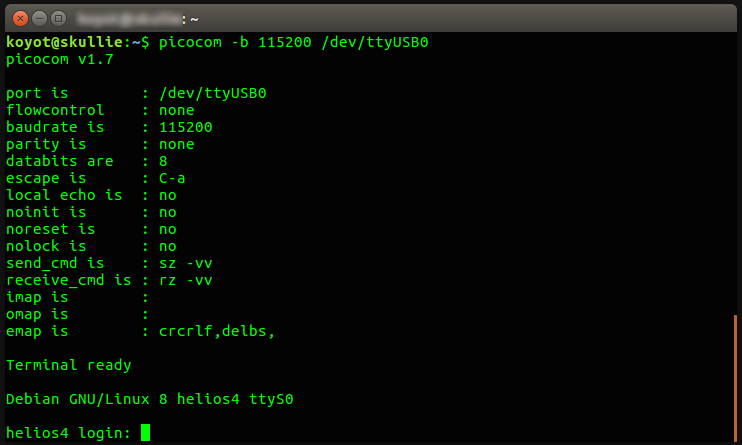 :~
koyot@skullie:~$ picocom -b 115200 /dev/ttyUSB0
picocom v1.7
port is        : /dev/ttyUSB0
flowcontrol    : none
baudrate is    : 115200
parity is      : none
databits are   : 8
escape is      : C-a
local echo is  : no
noinit is      : no
noreset is     : no
nolock is      : no
send_cmd is    : sz -vv
receive_cmd is : rz -vv
imap is        :
omap is        :
emap is        : crcrlf,delbs,
Terminal ready
Debian GNU/Linux 8 helios4 ttyS0
helios4 login: